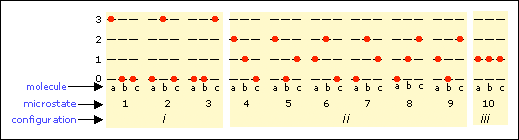 3
2
1
0
molecule a b c a b c a b c a b c a b c a b c a b c a b c a b c a b c
microstate 1 2 3 4 5 6 7 8 9 10
configuration i ii iii